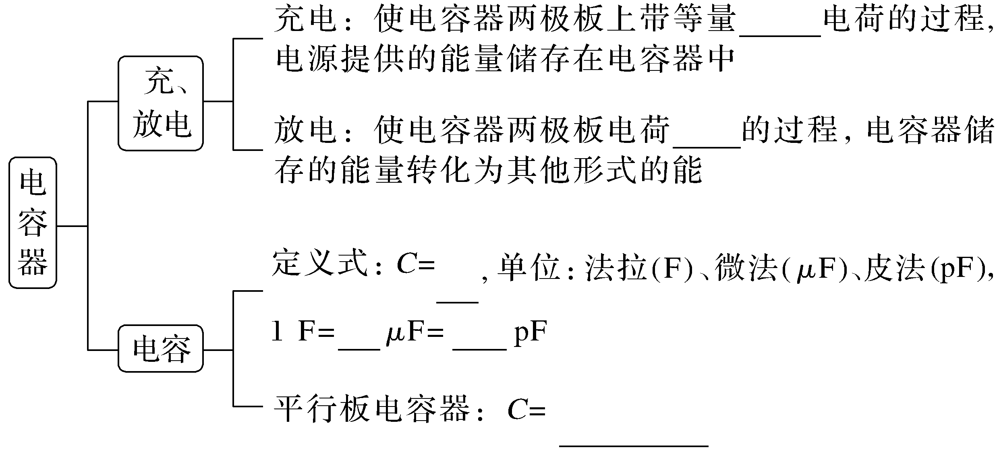 电容器
充、
放电
充电：使电容器两极板上带等量_____电荷的过程,
电源提供的能量储存在电容器中
放电：使电容器两极板电荷____的过程, 电容器储
存的能量转化为其他形式的能
电容
定义式：C=___, 单位：法拉(F)、微法(μF)、皮法(pF),
1 F=___μF=____pF
平行板电容器：C=_________